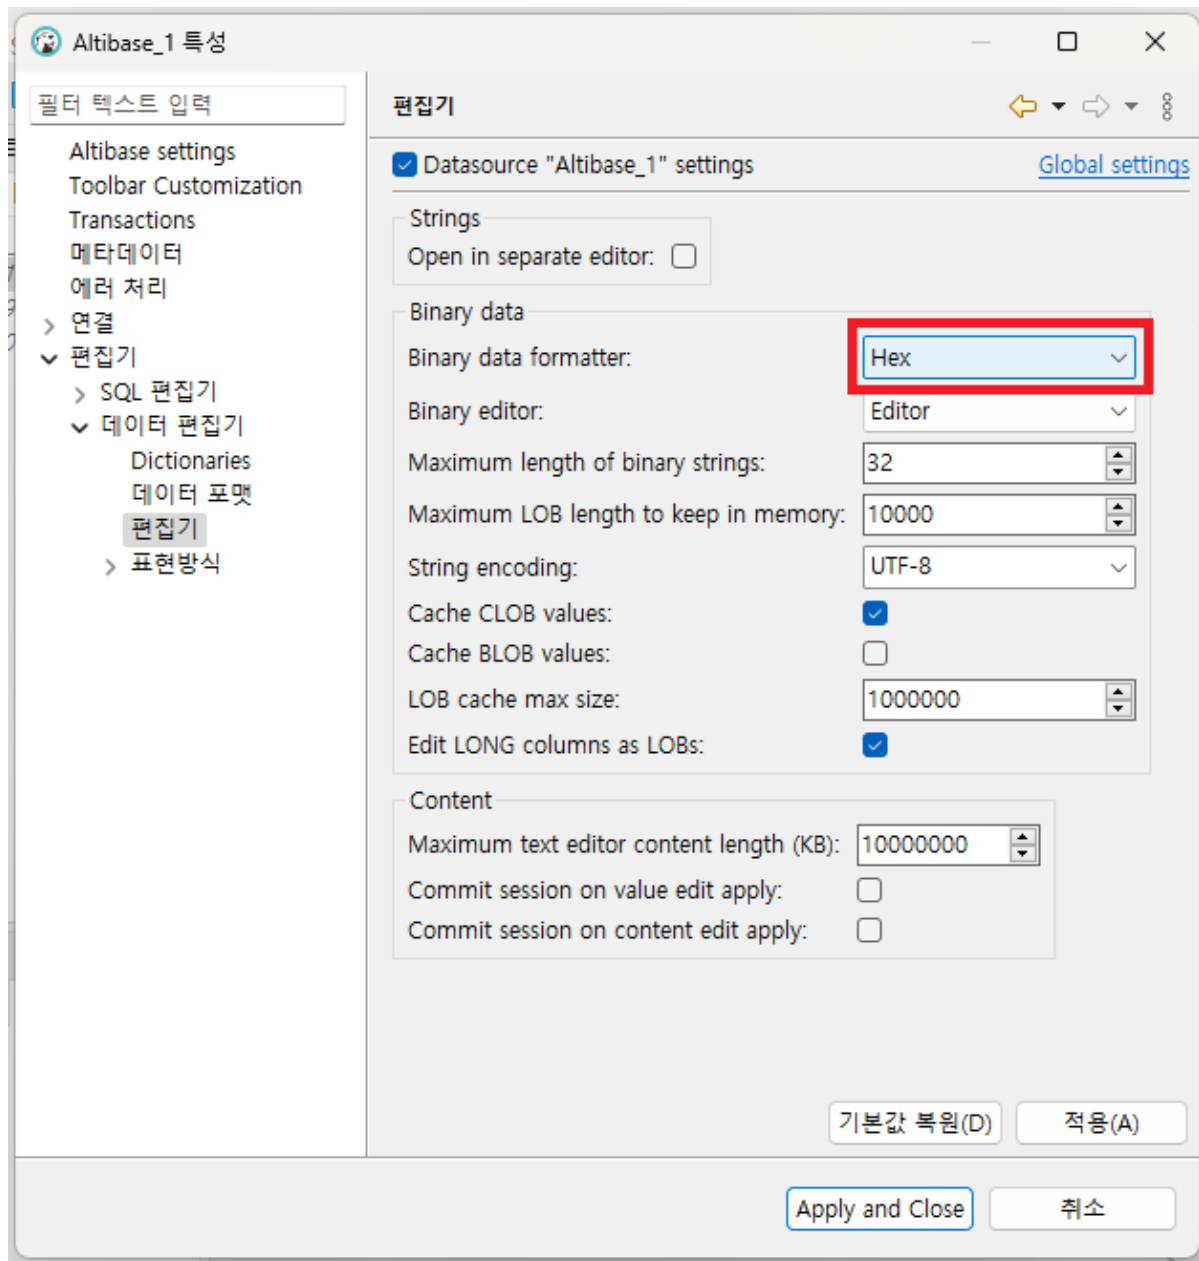 Altibase_1 특성
필터 텍스트 입력
Altibase settings
Toolbar Customization
Transactions
메타데이터
에러 처리
연결
편집기
SQL 편집기
데이터 편집기
Dictionaries
데이터 포맷
편집기
표현방식
편집기
Datasource "Altibase_1" settings
Global settings
Strings
Open in separate editor:
Binary data
Binary data formatter: Hex
Binary editor: Editor
Maximum length of binary strings: 32
Maximum LOB length to keep in memory: 10000
String encoding: UTF-8
Cache CLOB values:
Cache BLOB values:
LOB cache max size: 1000000
Edit LONG columns as LOBs:
Content
Maximum text editor content length (KB): 10000000
Commit session on value edit apply:
Commit session on content edit apply:
기본값 복원(D) 적용(A)
Apply and Close 취소